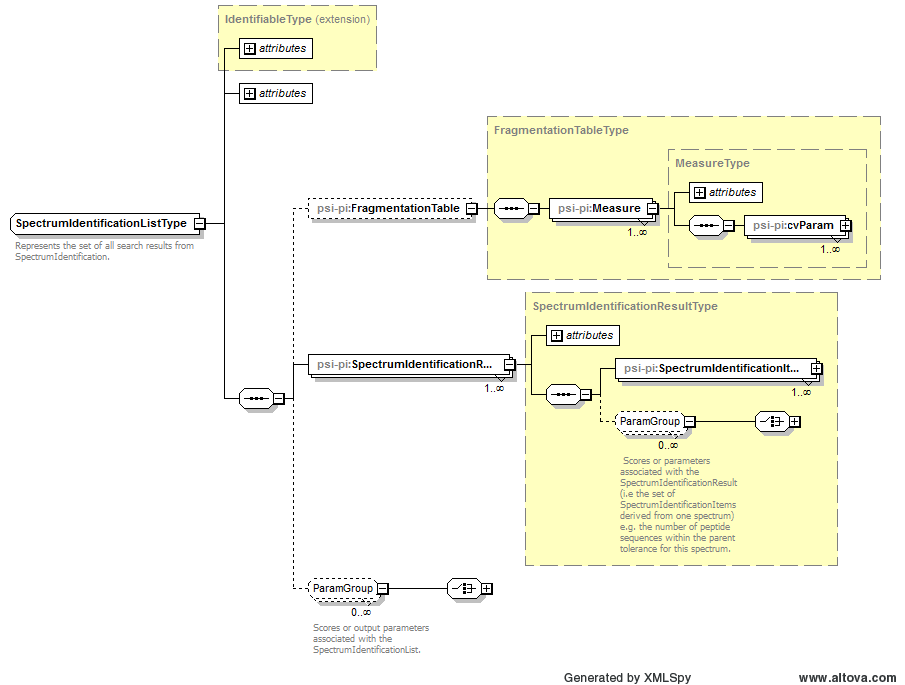 IdentifiableType (extension)
attributes
attributes
FragmentationTableType
MeasureType
attributes
psi-pi:FragmentationTable
psi-pi:Measure
1..∞
psi-pi:cvParam
1..∞
SpectrumIdentificationListType
Represents the set of all search results from
SpectrumIdentification.
SpectrumIdentificationResultType
attributes
psi-pi:SpectrumIdentificationR...
1..∞
psi-pi:SpectrumIdentificationIt...
1..∞
ParamGroup
0..∞
Scores or parameters
associated with the
SpectrumIdentificationResult
(i.e the set of
SpectrumIdentificationItems
derived from one spectrum)
e.g. the number of peptide
sequences within the parent
tolerance for this spectrum.
ParamGroup
0..∞
Scores or output parameters
associated with the
SpectrumIdentificationList.
Generated by XMLSpy
www.altova.com